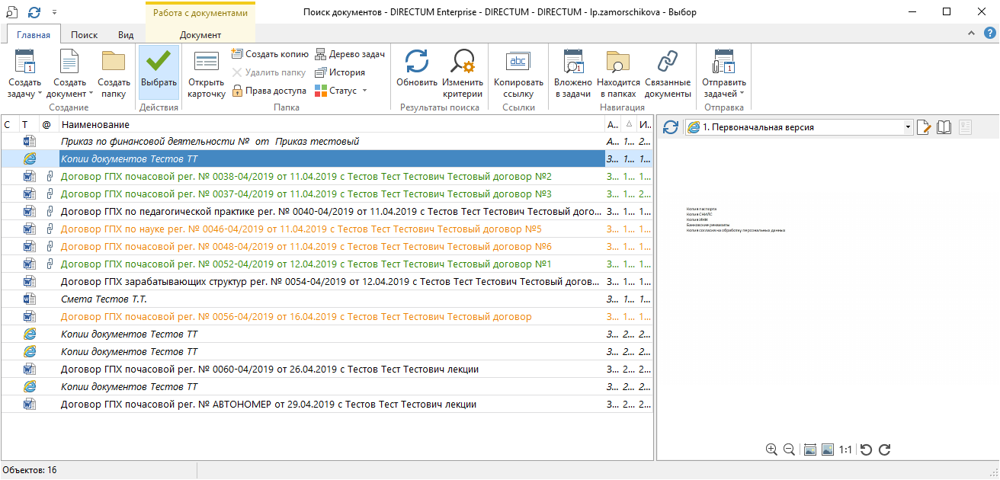 Работа с документами
Поиск документов - DIRECTUM Enterprise - DIRECTUM - DIRECTUM - Ip.zamorschikova - Выбор
Главная Поиск Вид Документ
Создать задачу
Создать документ
Создать папку
Создание
Выбрать
Действия
Открыть карточку
Создать копию
Удалить папку
Права доступа
Дерево задач
История
Статус
Папка
Обновить
Изменить критерии
Результаты поиска
abc
Копировать ссылку
Ссылки
Вложено в задачи
Находится в папках
Связанные документы
Навигация
Отправить задачей
Отправка
С Т @ Наименование А.. И..
Приказ по финансовой деятельности № от Приказ тестовый А... 1... 2...
Копии документов Тестов ТТ З... 1... 1...
Договор ГПХ почасовой рег. № 0038-04/2019 от 11.04.2019 с Тестов Тест Тестович Тестовый договор №2 З... 1... 1...
Договор ГПХ почасовой рег. № 0037-04/2019 от 11.04.2019 с Тестов Тест Тестович Тестовый договор №3 З... 1... 2...
Договор ГПХ по педагогической практике рег. № 0040-04/2019 от 11.04.2019 с Тестов Тест Тестович Тестовый дого... З... 1... 1...
Договор ГПХ по науке рег. № 0046-04/2019 от 11.04.2019 с Тестов Тест Тестович Тестовый договор №5 З... 1... 1...
Договор ГПХ почасовой рег. № 0048-04/2019 от 11.04.2019 с Тестов Тест Тестович Тестовый договор №6 З... 1... 1...
Договор ГПХ почасовой рег. № 0052-04/2019 от 12.04.2019 с Тестов Тест Тестович Тестовый договор №1 З... 1... 1...
Договор ГПХ зарабатывающих структур рег. № 0054-04/2019 от 12.04.2019 с Тестов Тест Тестович Тестовый догов... З... 1... 1...
Смета Тестов Т.Т. З... 1... 1...
Договор ГПХ почасовой рег. № 0056-04/2019 от 16.04.2019 с Тестов Тест Тестович Тестовый договор З... 1... 1...
Копии документов Тестов ТТ З... 2... 2...
Копии документов Тестов ТТ З... 2... 2...
Договор ГПХ почасовой рег. № 0060-04/2019 от 26.04.2019 с Тестов Тест Тестович лекции З... 2... 2...
Копии документов Тестов ТТ З... 2... 2...
Договор ГПХ почасовой рег. № АВТОНОМЕР от 29.04.2019 с Тестов Тест Тестович лекции З... 2... 2...
1. Первоначальная версия
Копия паспорта
Копия СНИЛС
Копия ИНН
Банковские реквизиты
Копия согласия на обработку персональных данных
1:1
Объектов: 16